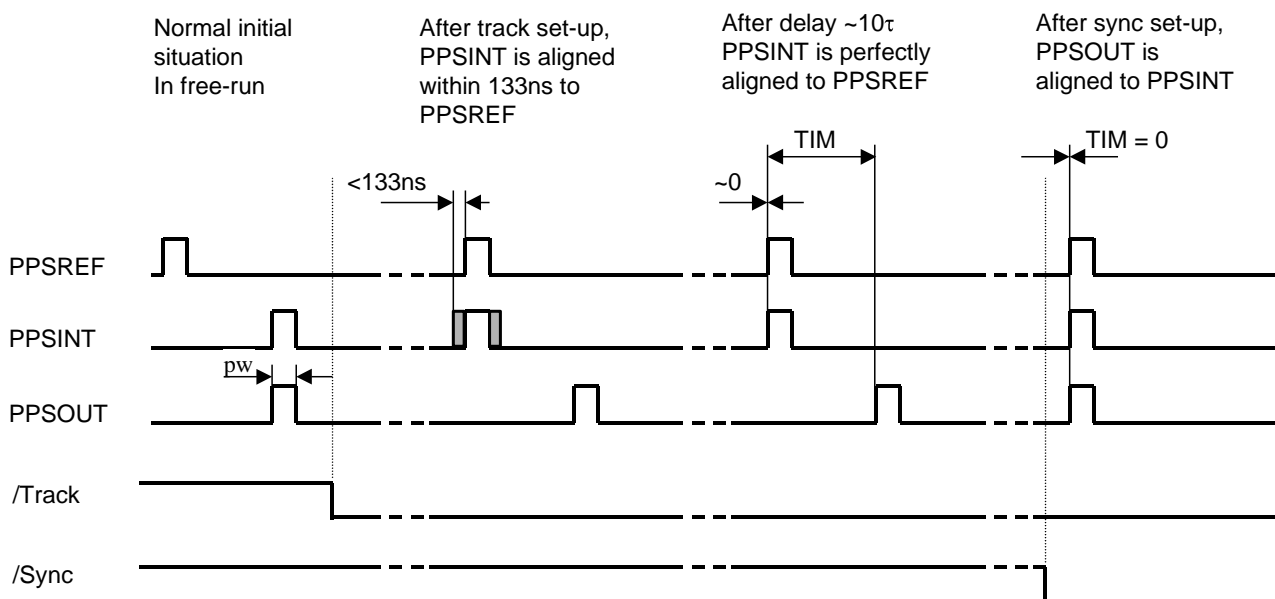 Normal initial
situation
In free-run
After track set-up,
PPSINT is aligned
within 133ns to
PPSREF
After delay ~10τ
PPSINT is perfectly
aligned to PPSREF
After sync set-up,
PPSOUT is
aligned to PPSINT
TIM
TIM = 0
<133ns
~0
PPSREF
PPSINT
pw
PPSOUT
/Track
/Sync